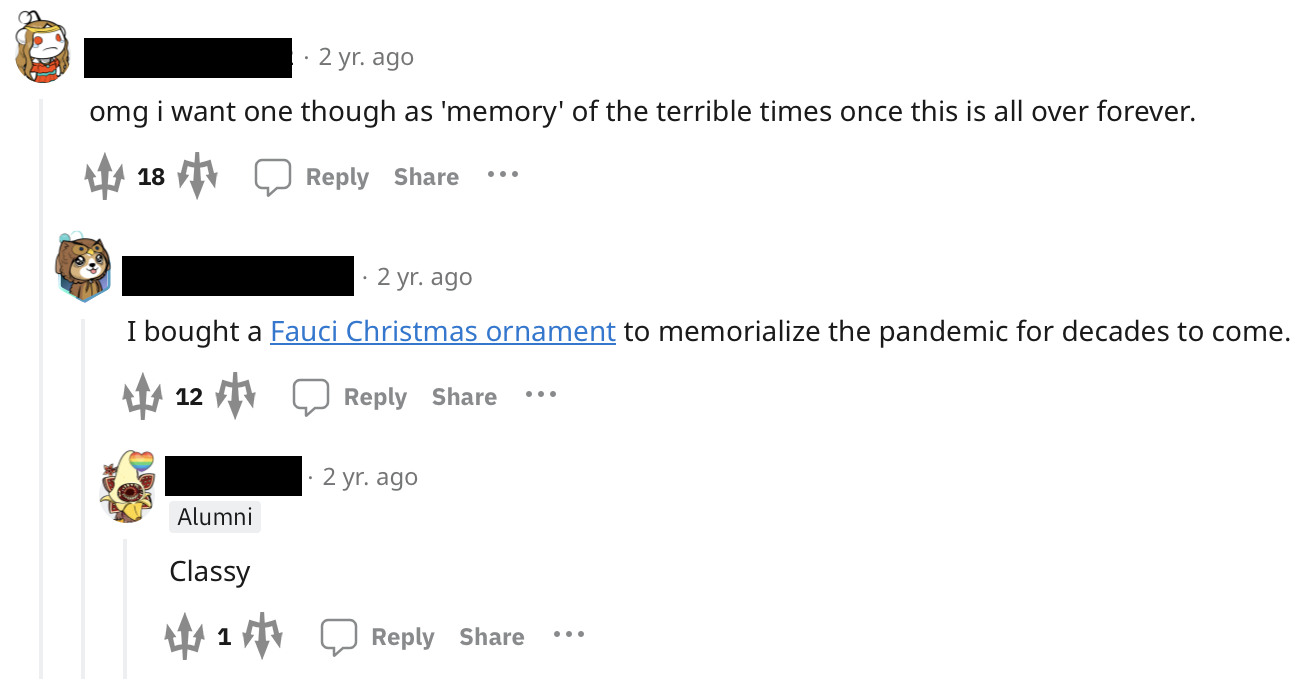 · 2 yr. ago
omg i want one though as 'memory' of the terrible times once this is all over forever.
18 Reply Share ···
· 2 yr. ago
I bought a Fauci Christmas ornament to memorialize the pandemic for decades to come.
12 Reply Share ···
· 2 yr. ago
Alumni
Classy
1 Reply Share ···